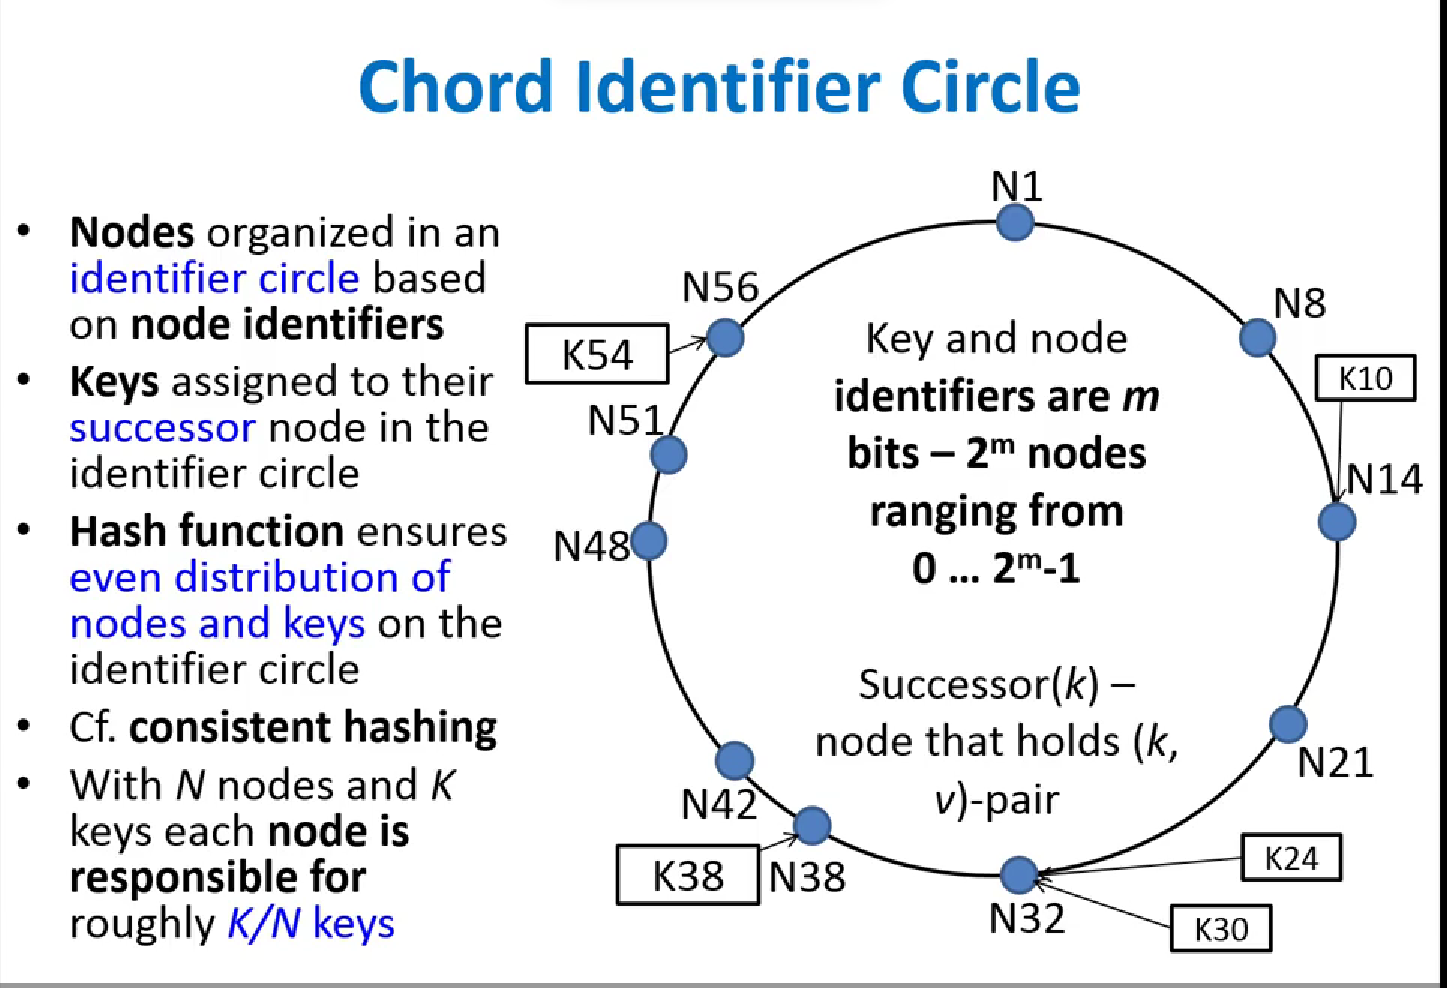 Chord Identifier Circle
• Nodes organized in an
identifier circle based
on node identifiers
• Keys assigned to their
successor node in the
identifier circle
• Hash function ensures
even distribution of
nodes and keys on the
identifier circle
• Cf. consistent hashing
• With N nodes and K
keys each node is
responsible for
roughly K/N keys
N1
N56
N8
K54
K10
N51
N14
N48
N42
N21
K38
N38
K24
N32
K30
Key and node
identifiers are m
bits – 2ᵐ nodes
ranging from
0 ... 2ᵐ-1
Successor(k) –
node that holds (k,
v)-pair